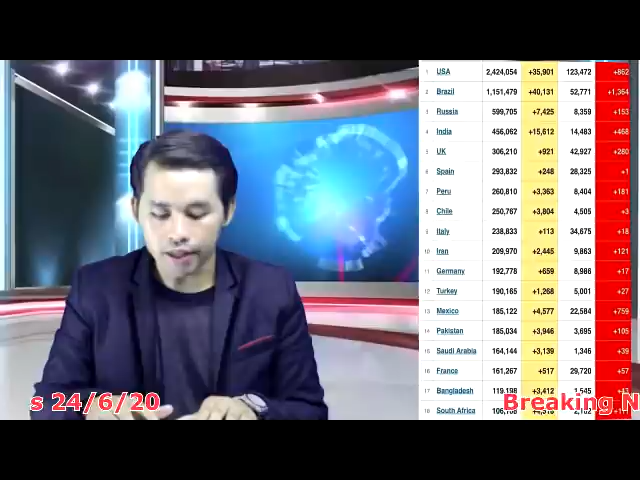 1 USA 2,424,054 +35,901 123,472 +862
2 Brazil 1,151,479 +40,131 52,771 +1,364
3 Russia 599,705 +7,425 8,359 +153
4 India 456,062 +15,612 14,483 +468
5 UK 306,210 +921 42,927 +280
6 Spain 293,832 +248 28,325 +1
7 Peru 260,810 +3,363 8,404 +181
8 Chile 250,767 +3,804 4,505 +3
9 Italy 238,833 +113 34,675 +18
10 Iran 209,970 +2,445 9,863 +121
11 Germany 192,778 +659 8,986 +17
12 Turkey 190,165 +1,268 5,001 +27
13 Mexico 185,122 +4,577 22,584 +759
14 Pakistan 185,034 +3,946 3,695 +105
15 Saudi Arabia 164,144 +3,139 1,346 +39
16 France 161,267 +517 29,720 +57
17 Bangladesh 119,198 +3,412 1,545
18 South Africa
s 24/6/20 Breaking N